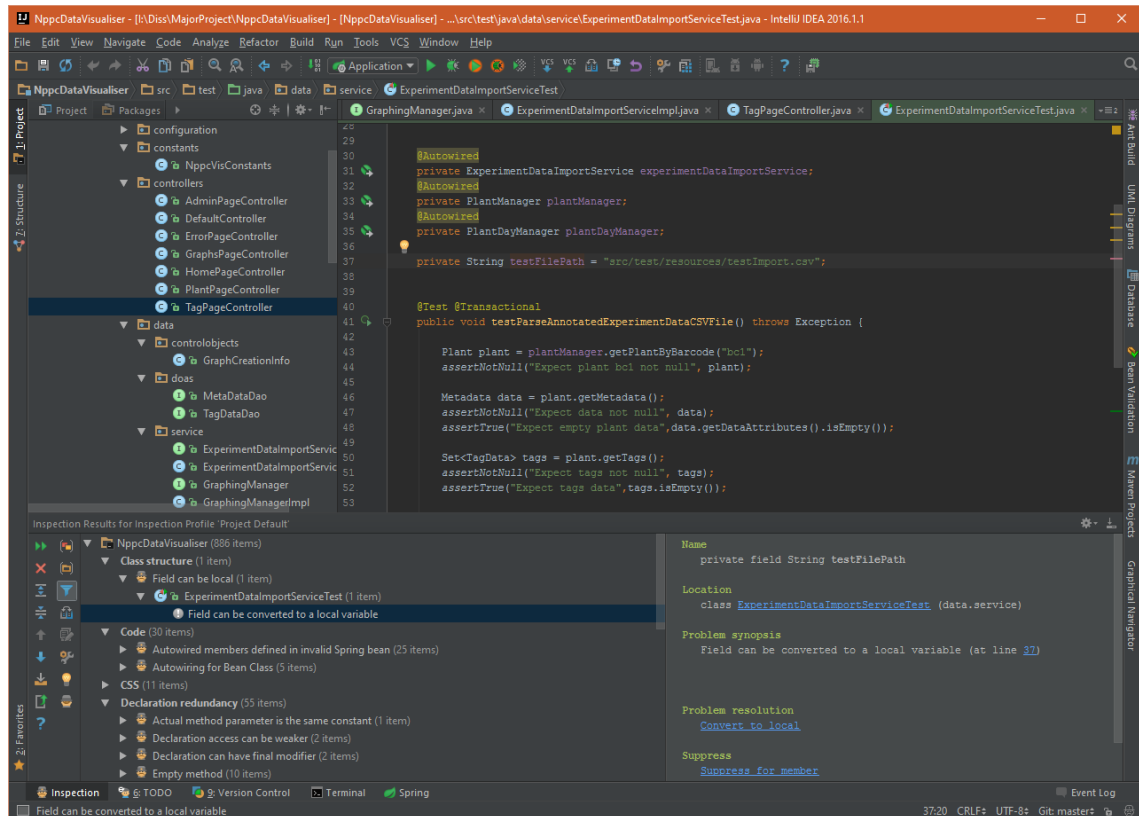 NppcDataVisualiser - [I:\Diss\MajorProject\NppcDataVisualiser] - [NppcDataVisualiser] - ...\src\test\java\data\service\ExperimentDataImportServiceTest.java - IntelliJ IDEA 2016.1.1
File Edit View Navigate Code Analyze Refactor Build Run Tools VCS Window Help
Application
NppcDataVisualiser src test java data service ExperimentDataImportServiceTest
Project Packages
GraphingManager.java ExperimentDataImportServiceImpl.java TagPageController.java ExperimentDataImportServiceTest.java
1: Project
7: Structure
2: Favorites
configuration
constants
NppcVisConstants
controllers
AdminPageController
DefaultController
ErrorPageController
GraphsPageController
HomePageController
PlantPageController
TagPageController
data
controlobjects
GraphCreationInfo
doas
MetaDataDao
TagDataDao
service
ExperimentDataImportServic
ExperimentDataImportServic
GraphingManager
GraphingManagerImpl
28
29
30 @Autowired
31 private ExperimentDataImportService experimentDataImportService;
32 @Autowired
33 private PlantManager plantManager;
34 @Autowired
35 private PlantDayManager plantDayManager;
36
37 private String testFilePath = "src/test/resources/testImport.csv";
38
39
40 @Test @Transactional
41 public void testParseAnnotatedExperimentDataCSVFile() throws Exception {
42
43 Plant plant = plantManager.getPlantByBarcode("bc1");
44 assertNotNull("Expect plant bc1 not null", plant);
45
46 Metadata data = plant.getMetadata();
47 assertNotNull("Expect data not null", data);
48 assertTrue("Expect empty plant data",data.getDataAttributes().isEmpty());
49
50 Set<TagData> tags = plant.getTags();
51 assertNotNull("Expect tags not null", tags);
52 assertTrue("Expect tags data",tags.isEmpty());
53
Ant Build
UML Diagrams
Database
Bean Validation
Maven Projects
Graphical Navigator
Inspection Results for Inspection Profile 'Project Default'
NppcDataVisualiser (886 items)
Class structure (1 item)
Field can be local (1 item)
ExperimentDataImportServiceTest (1 item)
Field can be converted to a local variable
Code (30 items)
Autowired members defined in invalid Spring bean (25 items)
Autowiring for Bean Class (5 items)
CSS (11 items)
Declaration redundancy (55 items)
Actual method parameter is the same constant (1 item)
Declaration access can be weaker (2 items)
Declaration can have final modifier (2 items)
Empty method (10 items)
Name
private field String testFilePath
Location
class ExperimentDataImportServiceTest (data.service)
Problem synopsis
Field can be converted to a local variable (at line 37)
Problem resolution
Convert to local
Suppress
Suppress for member
Inspection 6: TODO 9: Version Control Terminal Spring Event Log
Field can be converted to a local variable 37:20 CRLF UTF-8 Git: master